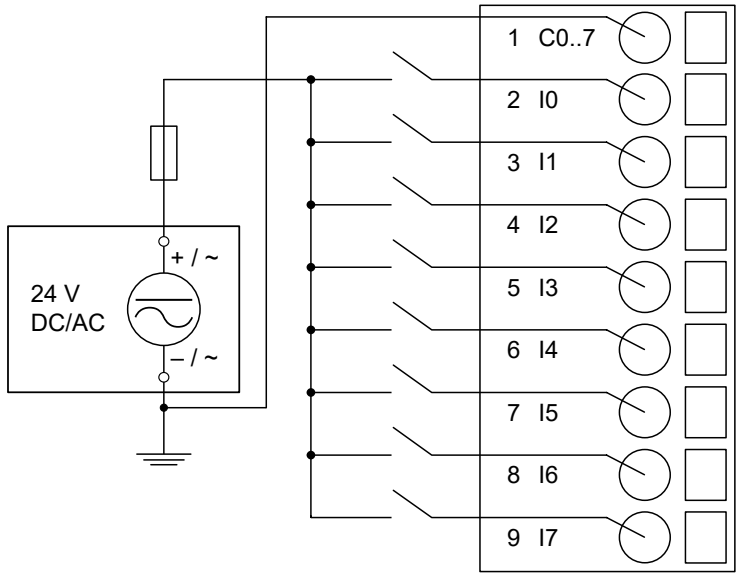 1 C0..7
2 I0
3 I1
4 I2
5 I3
6 I4
7 I5
8 I6
9 I7
+ / ~
24 V
DC/AC
– / ~